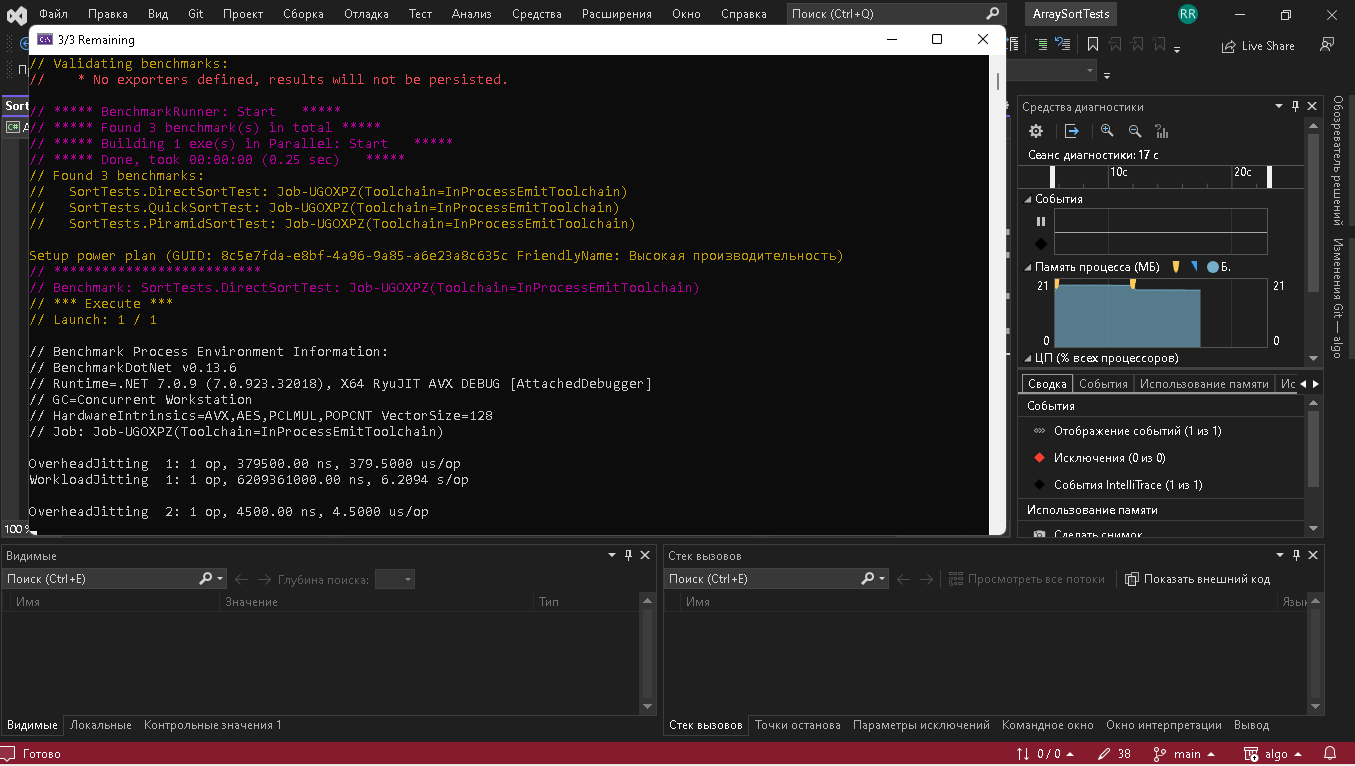 Файл Правка Вид Git Проект Сборка Отладка Тест Анализ Средства Расширения Окно Справка Поиск (Ctrl+Q) ArraySortTests RR
Live Share
3/3 Remaining
// Validating benchmarks:
//    * No exporters defined, results will not be persisted.
// ***** BenchmarkRunner: Start   *****
// ***** Found 3 benchmark(s) in total *****
// ***** Building 1 exe(s) in Parallel: Start   *****
// ***** Done, took 00:00:00 (0.25 sec)   *****
// Found 3 benchmarks:
//   SortTests.DirectSortTest: Job-UGOXPZ(Toolchain=InProcessEmitToolchain)
//   SortTests.QuickSortTest: Job-UGOXPZ(Toolchain=InProcessEmitToolchain)
//   SortTests.PiramidSortTest: Job-UGOXPZ(Toolchain=InProcessEmitToolchain)
Setup power plan (GUID: 8c5e7fda-e8bf-4a96-9a85-a6e23a8c635c FriendlyName: Высокая производительность)
// **************************
// Benchmark: SortTests.DirectSortTest: Job-UGOXPZ(Toolchain=InProcessEmitToolchain)
// *** Execute ***
// Launch: 1 / 1
// Benchmark Process Environment Information:
// BenchmarkDotNet v0.13.6
// Runtime=.NET 7.0.9 (7.0.923.32018), X64 RyuJIT AVX DEBUG [AttachedDebugger]
// GC=Concurrent Workstation
// HardwareIntrinsics=AVX,AES,PCLMUL,POPCNT VectorSize=128
// Job: Job-UGOXPZ(Toolchain=InProcessEmitToolchain)
OverheadJitting  1: 1 op, 379500.00 ns, 379.5000 us/op
WorkloadJitting  1: 1 op, 6209361000.00 ns, 6.2094 s/op
OverheadJitting  2: 1 op, 4500.00 ns, 4.5000 us/op
Sort
C# A
100 %
Средства диагностики
Сеанс диагностики: 17 с
10с 20с
События
Память процесса (МБ) Б.
21 21
0 0
ЦП (% всех процессоров)
Сводка События Использование памяти Ис
События
Отображение событий (1 из 1)
Исключения (0 из 0)
События IntelliTrace (1 из 1)
Использование памяти
Сделать снимок
Обозреватель решений
Изменения Git — algo
Видимые
Поиск (Ctrl+E) Глубина поиска:
Имя Значение Тип
Видимые Локальные Контрольные значения 1
Стек вызовов
Поиск (Ctrl+E) Просмотреть все потоки Показать внешний код
Имя Язык
Стек вызовов Точки останова Параметры исключений Командное окно Окно интерпретации Вывод
Готово 0 / 0 38 main algo